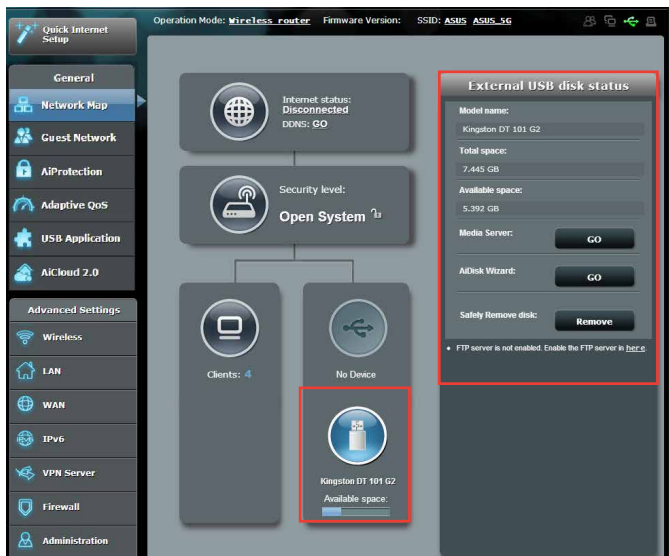 Quick Internet
Setup
Operation Mode: Wireless router Firmware Version: SSID: ASUS ASUS_5G
General
Network Map
Guest Network
AiProtection
Adaptive QoS
USB Application
AiCloud 2.0
Advanced Settings
Wireless
LAN
WAN
IPv6
VPN Server
Firewall
Administration
Internet status:
Disconnected
DDNS: GO
Security level:
Open System
Clients: 4
No Device
Kingston DT 101 G2
Available space:
External USB disk status
Model name:
Kingston DT 101 G2
Total space:
7.445 GB
Available space:
5.392 GB
Media Server: GO
AiDisk Wizard: GO
Safely Remove disk: Remove
• FTP server is not enabled. Enable the FTP server in here.